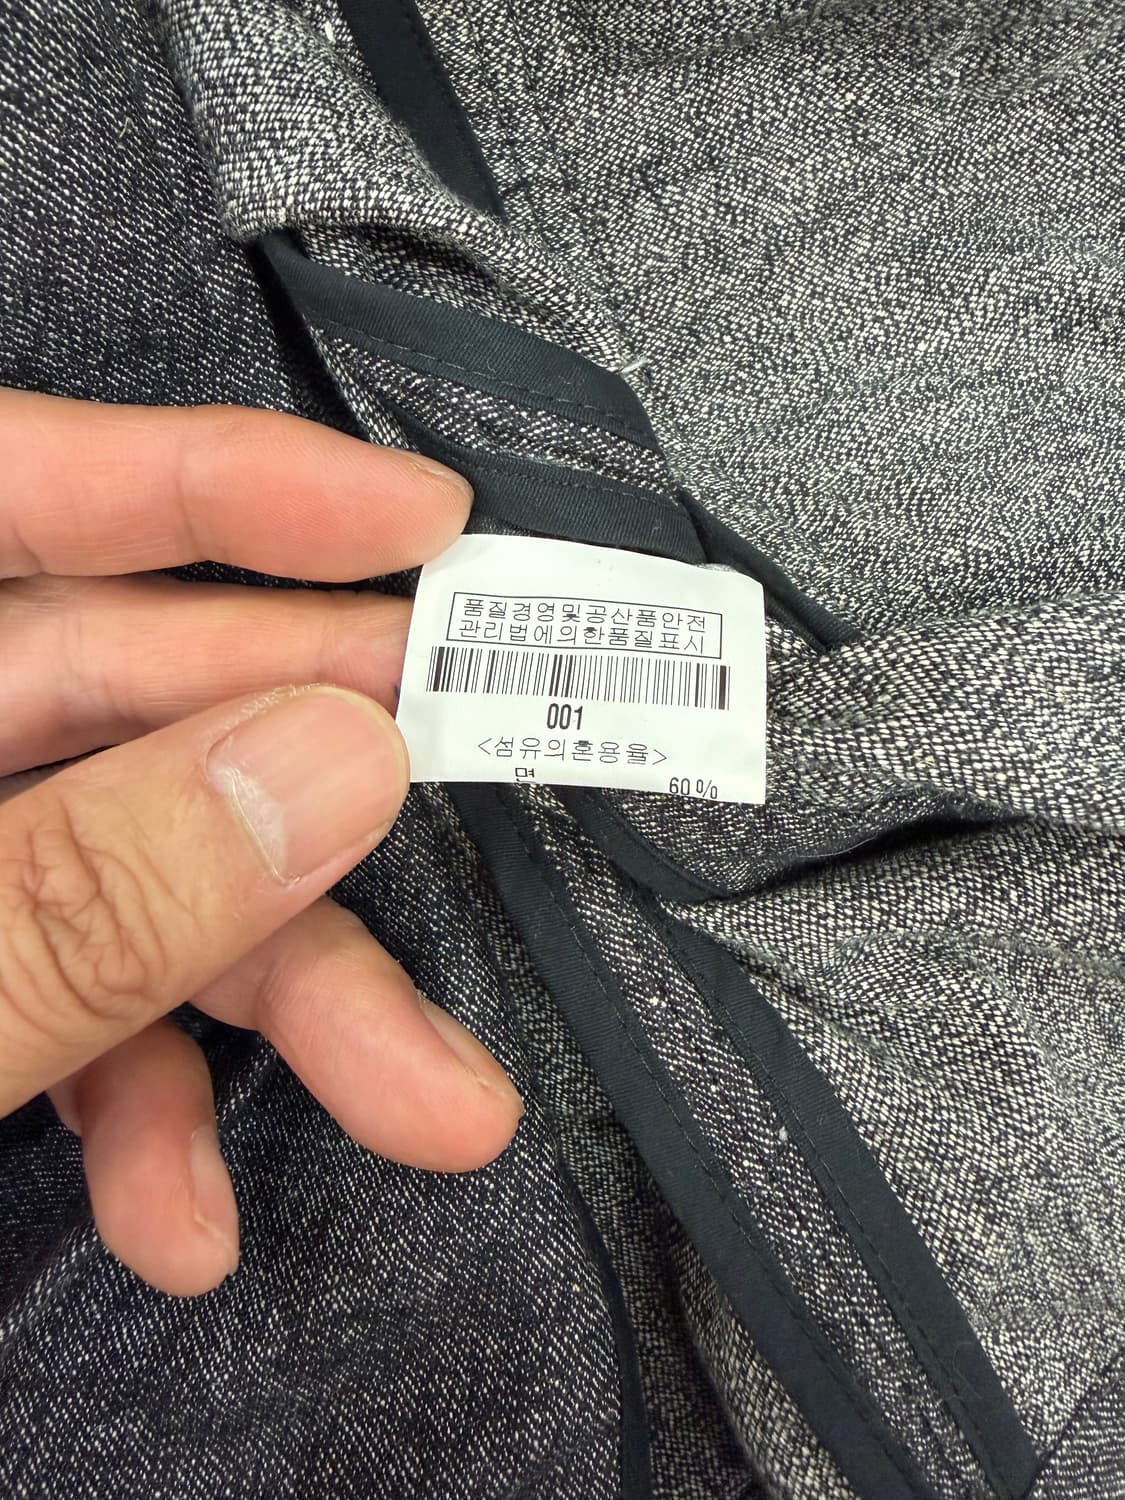 품질경영및공산품안전
관리법에의한품질표시
001
<섬유의혼용율>
면 60%